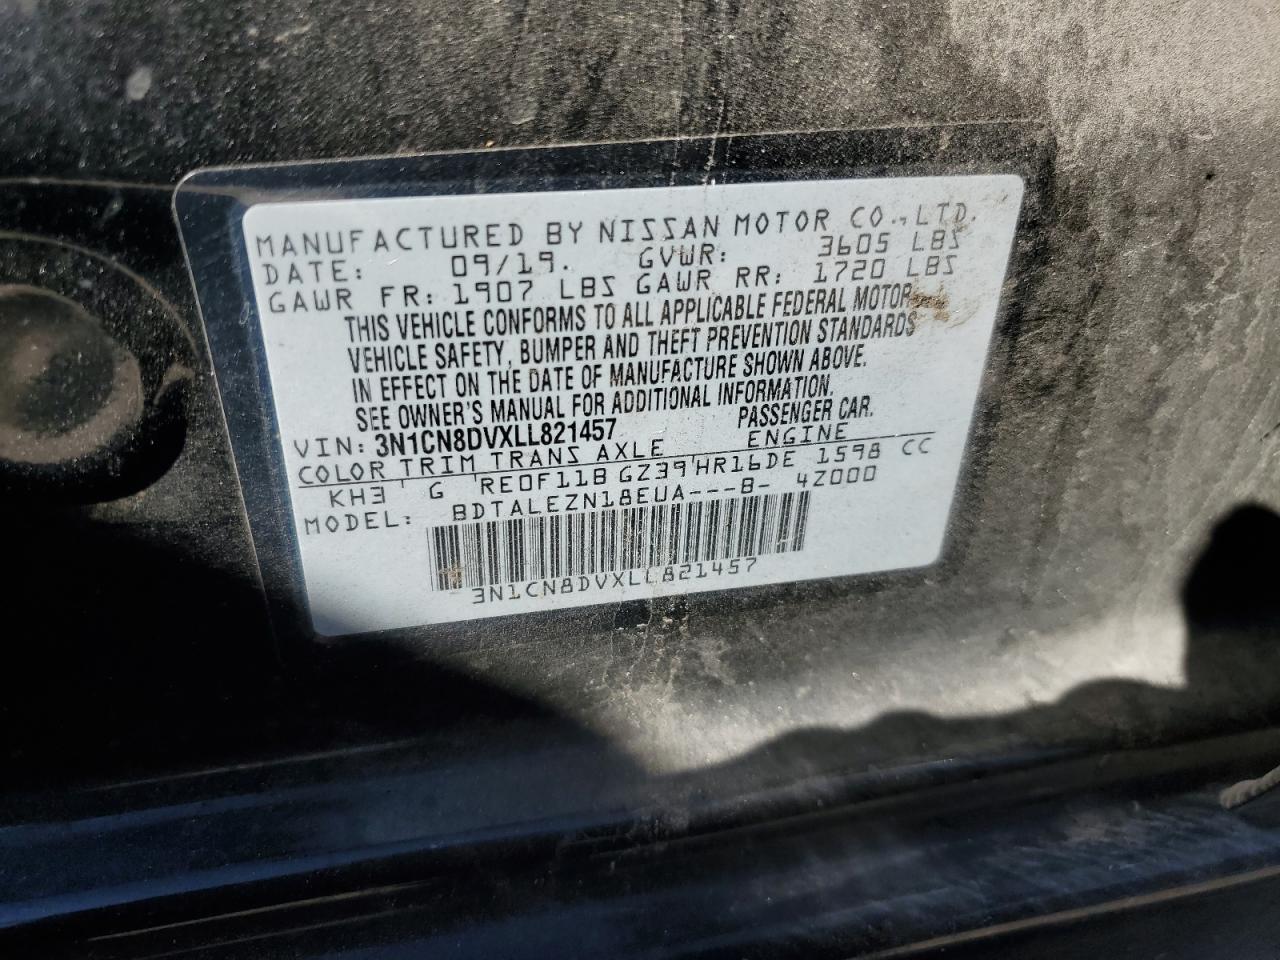 MANUFACTURED BY NISSAN MOTOR CO., LTD.
DATE: 09/19. GVWR: 3605 LBS
GAWR FR: 1907 LBS GAWR RR: 1720 LBS
THIS VEHICLE CONFORMS TO ALL APPLICABLE FEDERAL MOTOR
VEHICLE SAFETY, BUMPER AND THEFT PREVENTION STANDARDS
IN EFFECT ON THE DATE OF MANUFACTURE SHOWN ABOVE.
SEE OWNER'S MANUAL FOR ADDITIONAL INFORMATION.
VIN: 3N1CN8DVXLL821457 PASSENGER CAR.
COLOR TRIM TRANS AXLE ENGINE
KH3 ' G 'RE0F11B GZ39'HR16DE 1598 CC
MODEL: BDTALEZN18EUA---B- 4Z000
3N1CN8DVXLL821457